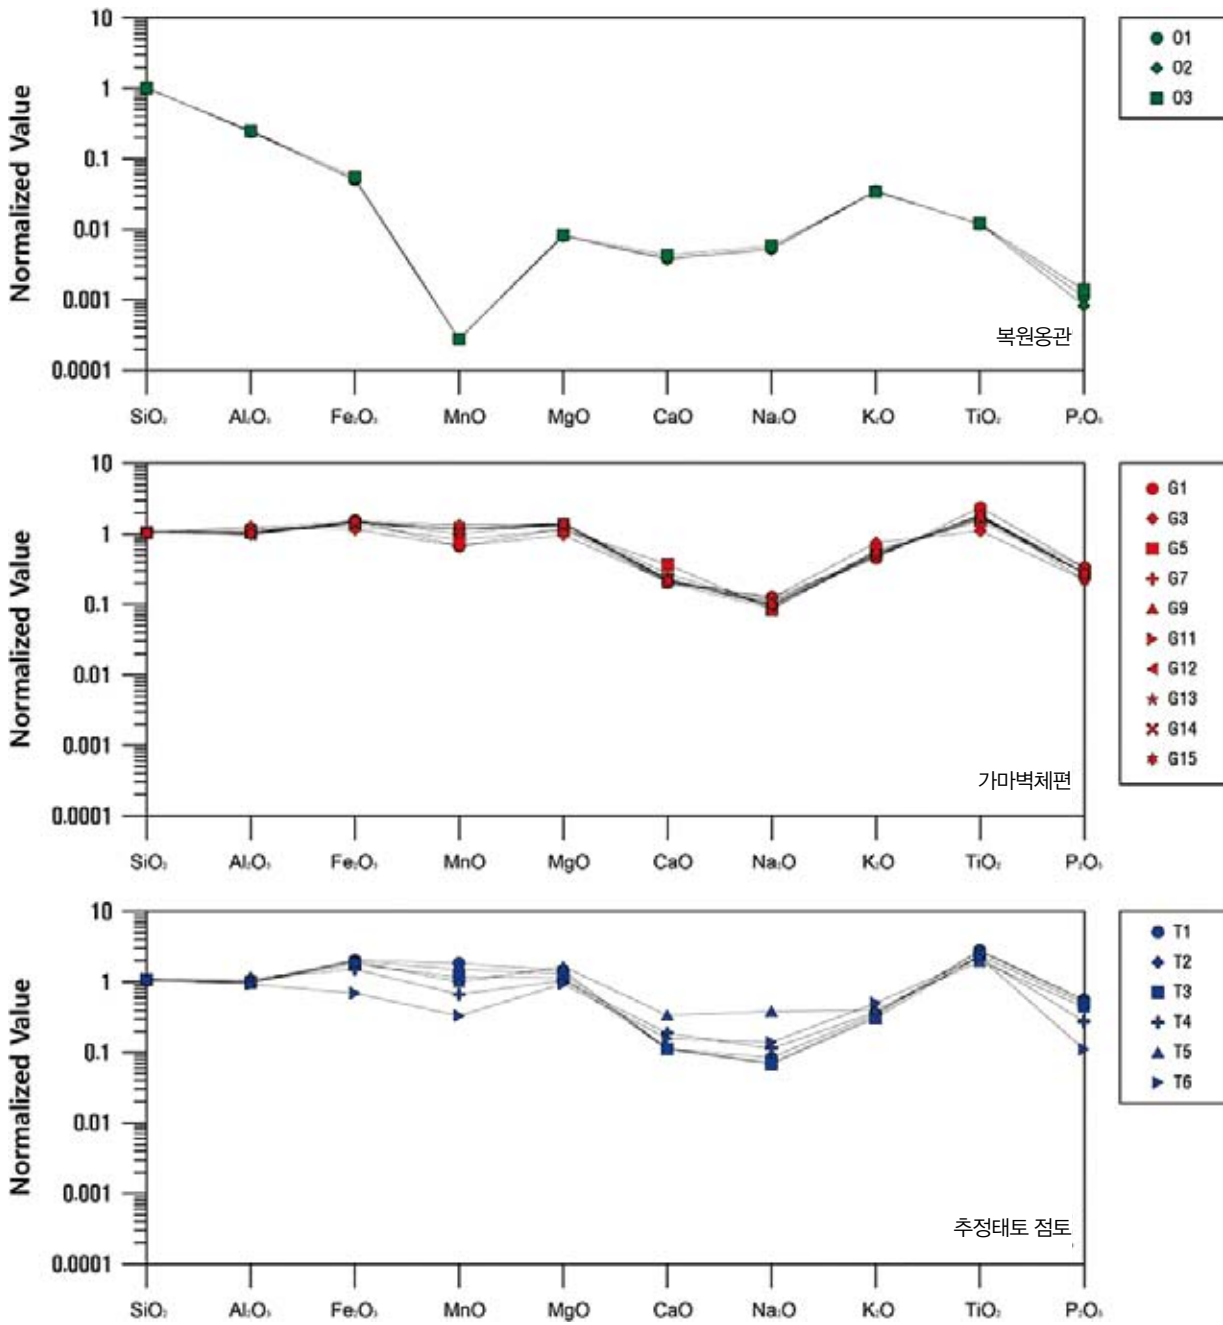 Normalized Value
10
1
0.1
0.01
0.001
0.0001
SiO₂ Al₂O₃ Fe₂O₃ MnO MgO CaO Na₂O K₂O TiO₂ P₂O₅
복원옹관
O1
O2
O3
Normalized Value
10
1
0.1
0.01
0.001
0.0001
SiO₂ Al₂O₃ Fe₂O₃ MnO MgO CaO Na₂O K₂O TiO₂ P₂O₅
가마벽체편
G1
G3
G5
G7
G9
G11
G12
G13
G14
G15
Normalized Value
10
1
0.1
0.01
0.001
0.0001
SiO₂ Al₂O₃ Fe₂O₃ MnO MgO CaO Na₂O K₂O TiO₂ P₂O₅
추정태토 점토
T1
T2
T3
T4
T5
T6